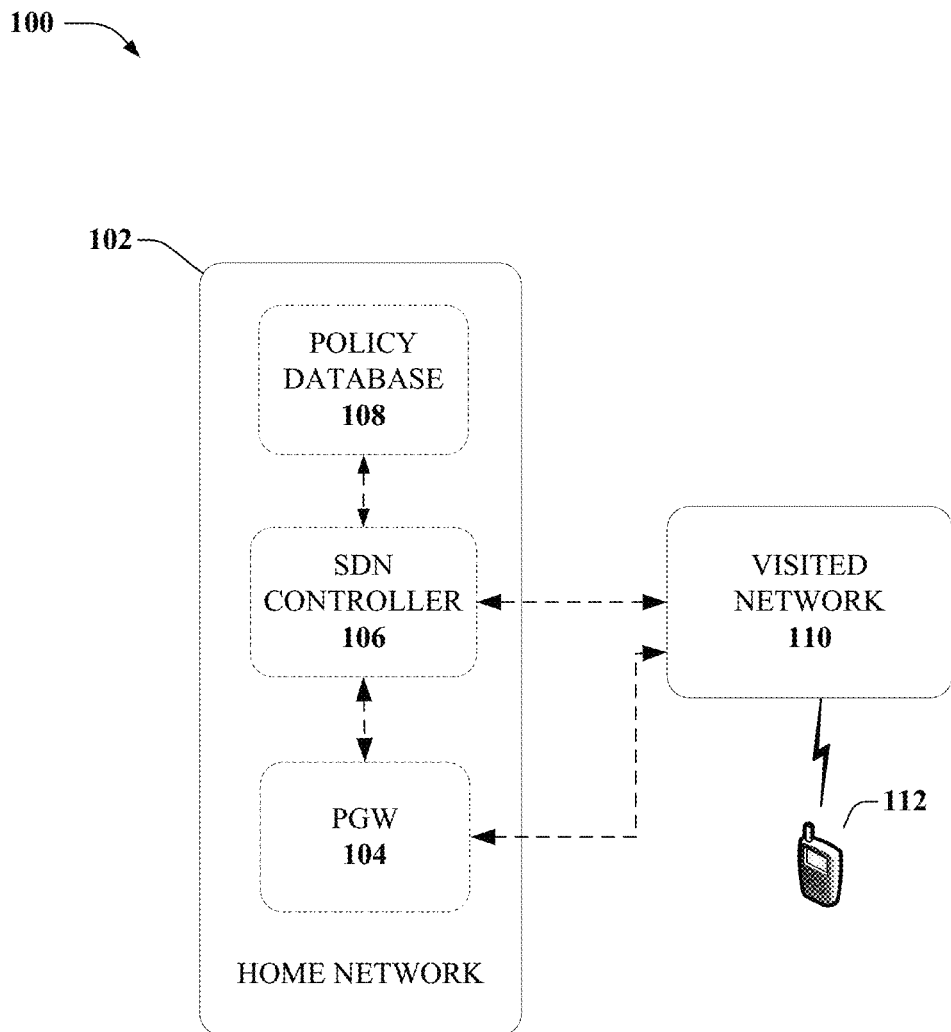 100
102
POLICY
DATABASE
108
SDN
CONTROLLER
106
VISITED
NETWORK
110
PGW
104
112
HOME NETWORK